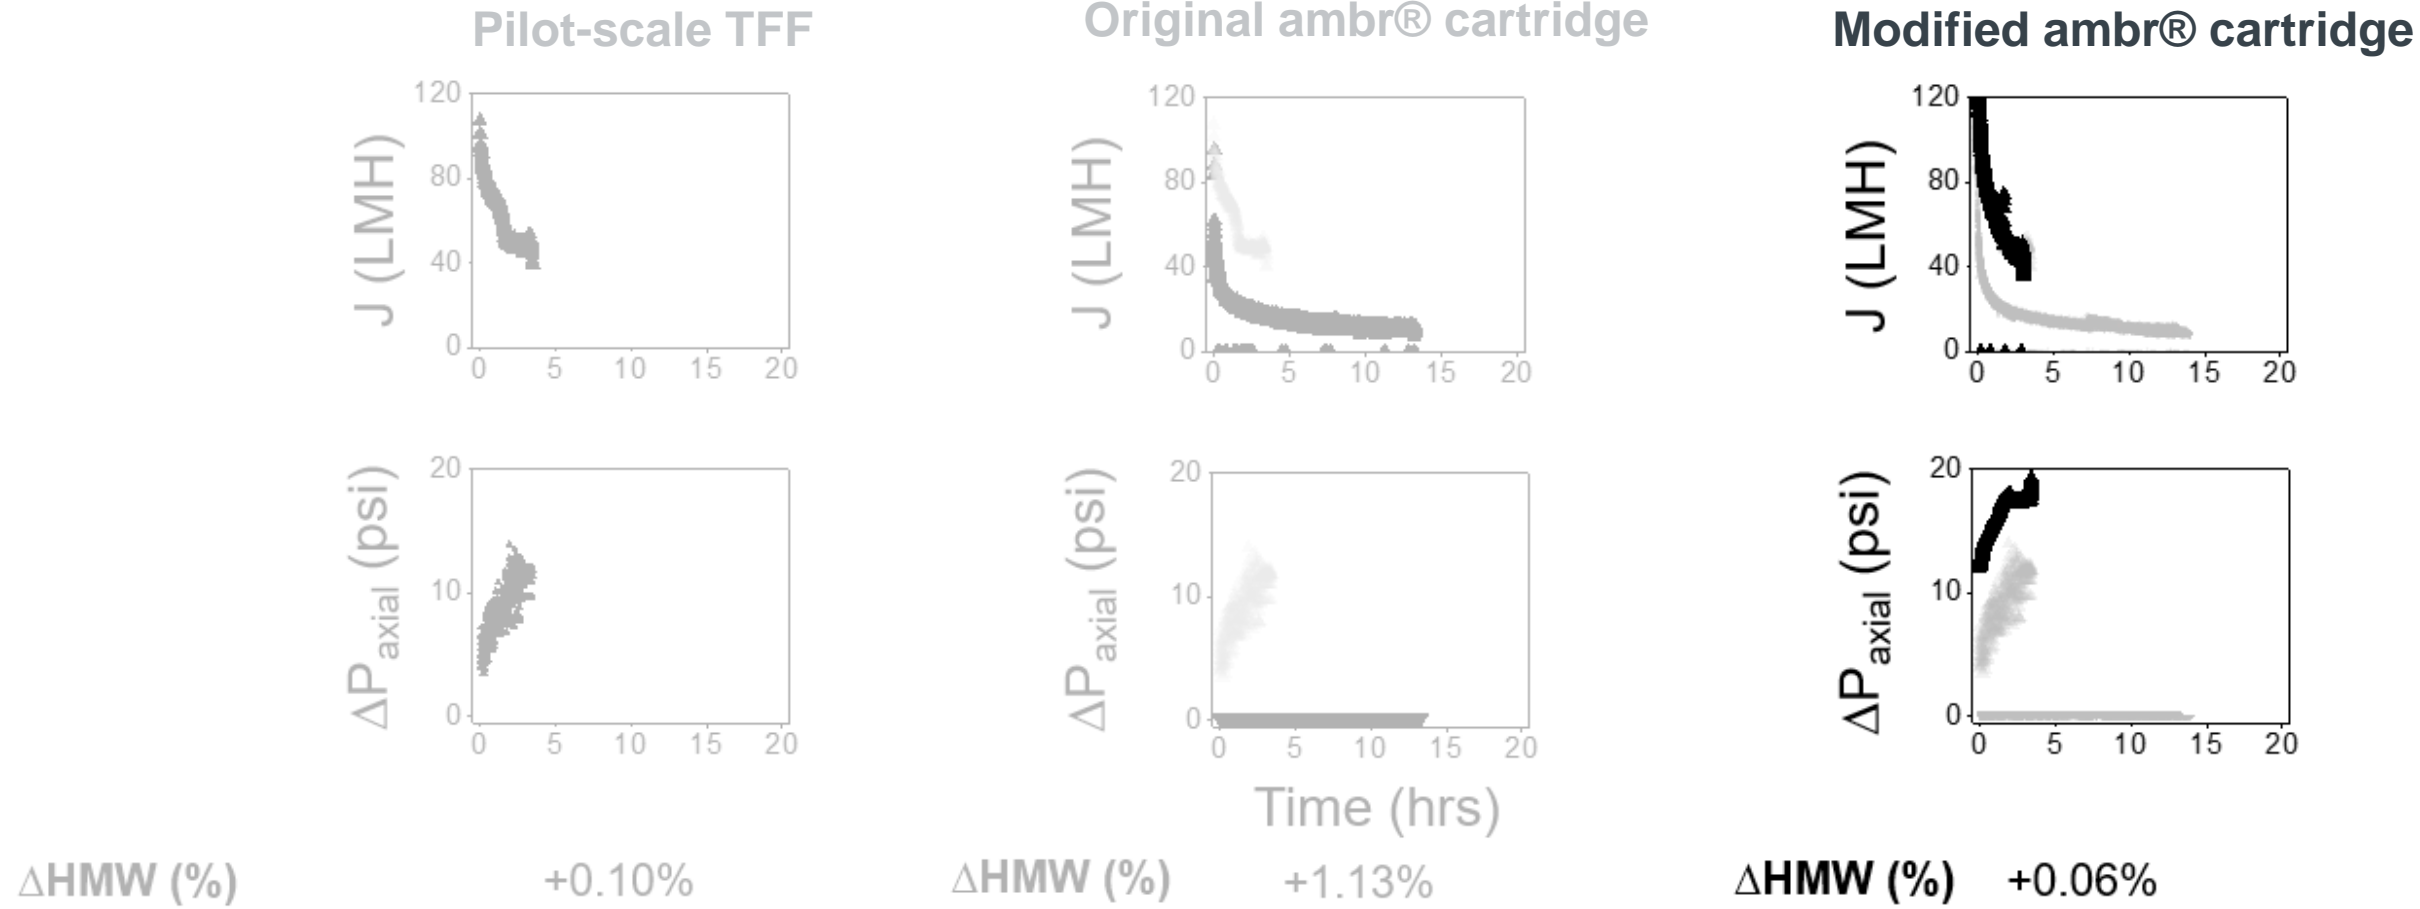 Pilot-scale TFF
Original ambr® cartridge
Modified ambr® cartridge
J (LMH)
120
80
40
0
0 5 10 15 20
J (LMH)
120
80
40
0
0 5 10 15 20
J (LMH)
120
80
40
0
0 5 10 15 20
ΔPaxial (psi)
20
10
0
0 5 10 15 20
ΔPaxial (psi)
20
10
0
0 5 10 15 20
ΔPaxial (psi)
20
10
0
0 5 10 15 20
Time (hrs)
ΔHMW (%) +0.10%
ΔHMW (%) +1.13%
ΔHMW (%) +0.06%